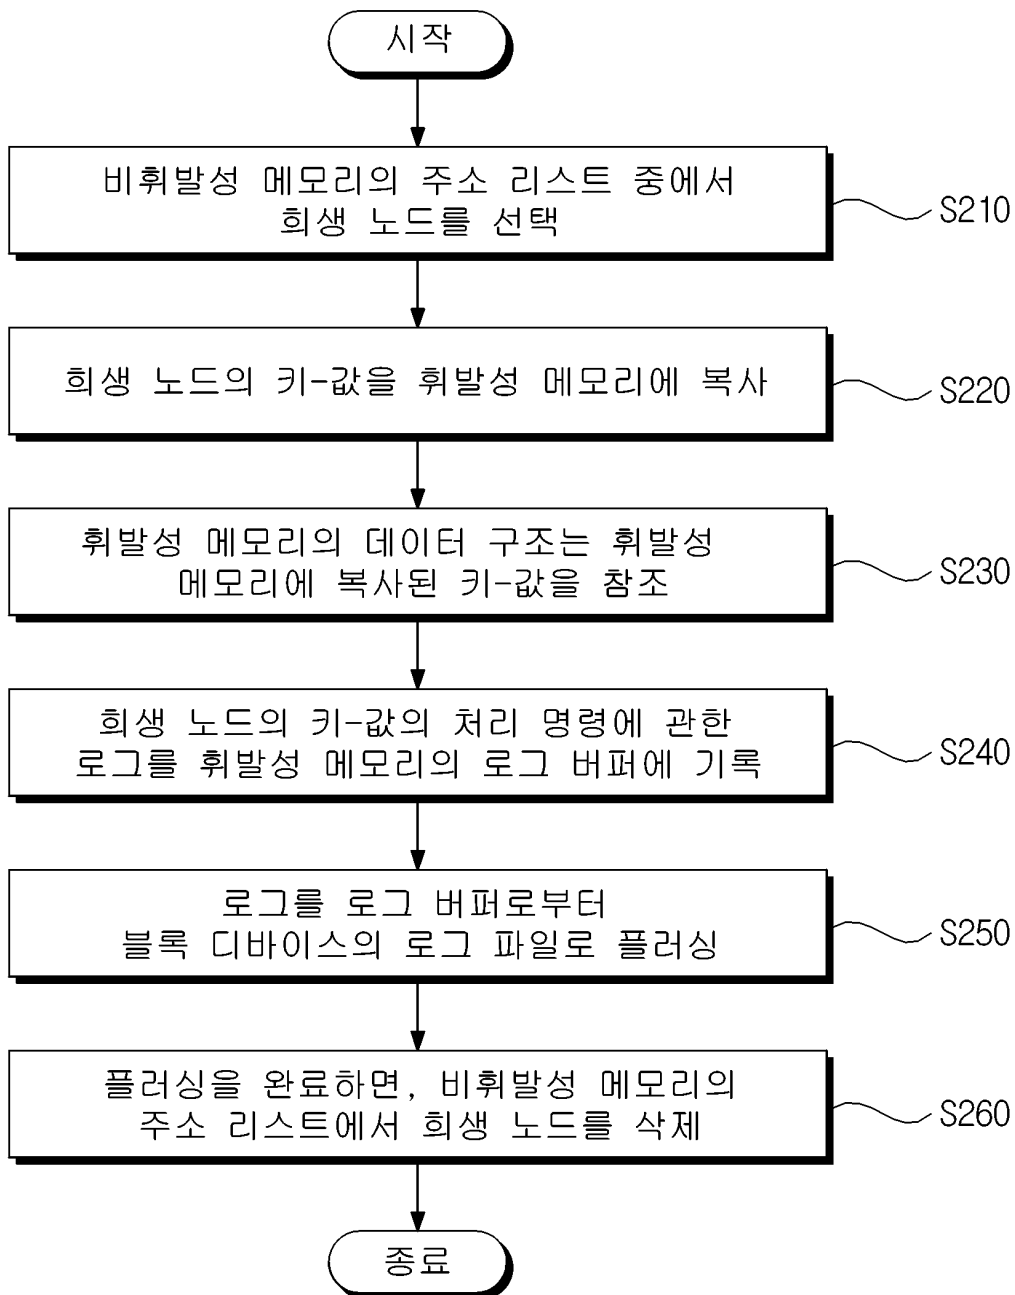 시작
비휘발성 메모리의 주소 리스트 중에서
희생 노드를 선택
S210
희생 노드의 키-값을 휘발성 메모리에 복사
S220
휘발성 메모리의 데이터 구조는 휘발성
메모리에 복사된 키-값을 참조
S230
희생 노드의 키-값의 처리 명령에 관한
로그를 휘발성 메모리의 로그 버퍼에 기록
S240
로그를 로그 버퍼로부터
블록 디바이스의 로그 파일로 플러싱
S250
플러싱을 완료하면, 비휘발성 메모리의
주소 리스트에서 희생 노드를 삭제
S260
종료